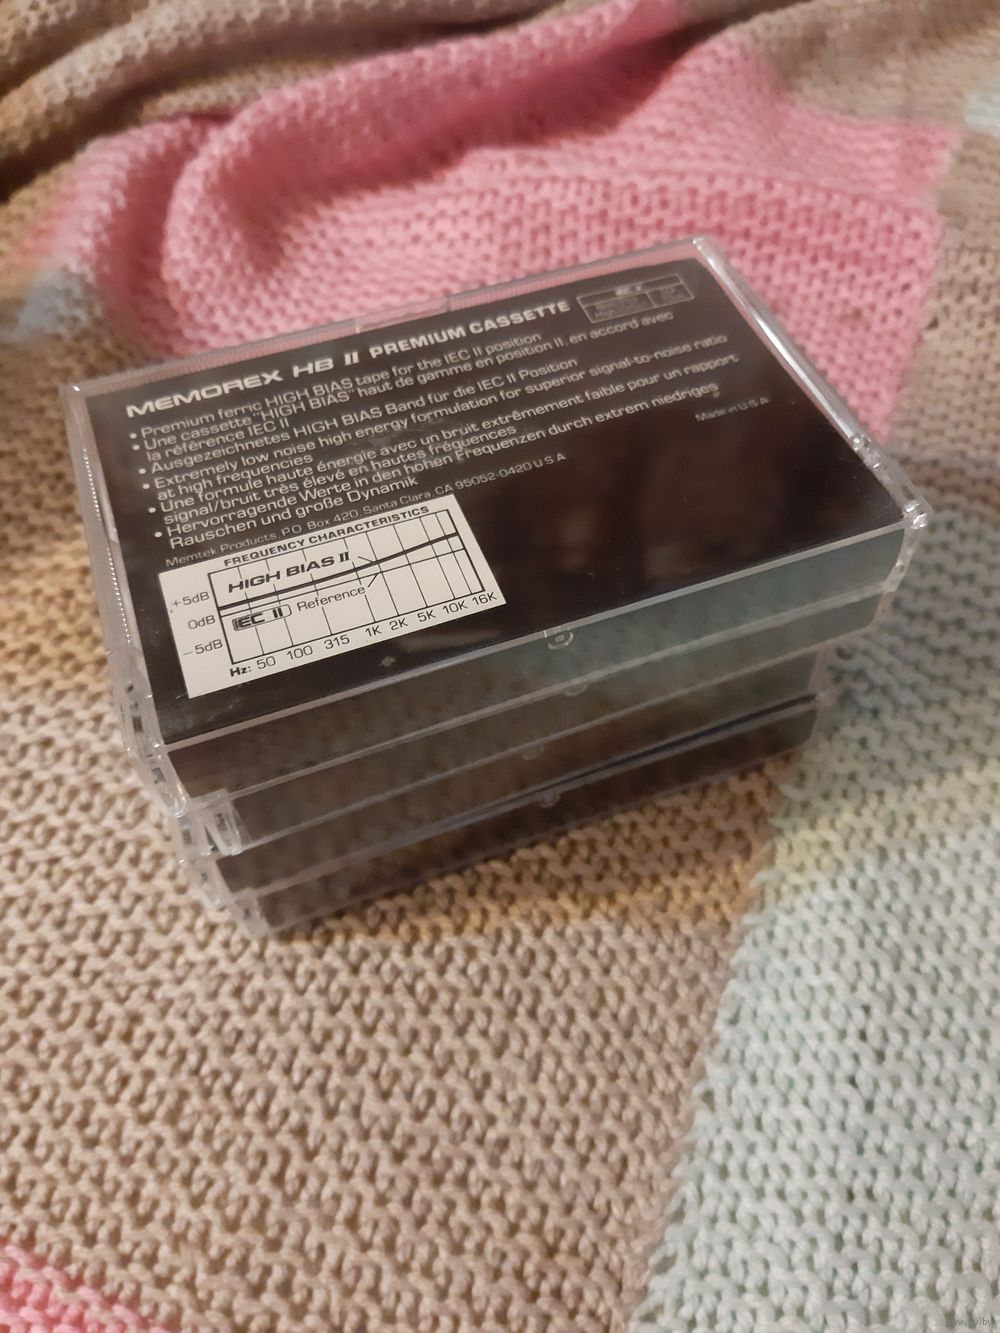 MEMOREX HB II PREMIUM CASSETTE
• Premium ferric HIGH BIAS tape for the IEC II position
• Une cassette "HIGH BIAS" haut de gamme en position II, en accord avec
la référence IEC II
• Ausgezeichnetes HIGH BIAS Band für die IEC II Position
• Extremely low noise high energy formulation for superior signal-to-noise ratio
at high frequencies
• Une formule haute énergie avec un bruit extrêmement faible pour un rapport
signal/bruit très élevé en hautes fréquences
• Hervorragende Werte in den hohen Frequenzen durch extrem niedriges
Rauschen und große Dynamik
Made in U.S.A.
Memtek Products, P.O. Box 420, Santa Clara, CA 95052-0420 U.S.A.
FREQUENCY CHARACTERISTICS
HIGH BIAS II
+5dB
0dB
IEC II Reference
-5dB
Hz: 50 100 315 1K 2K 5K 10K 16K